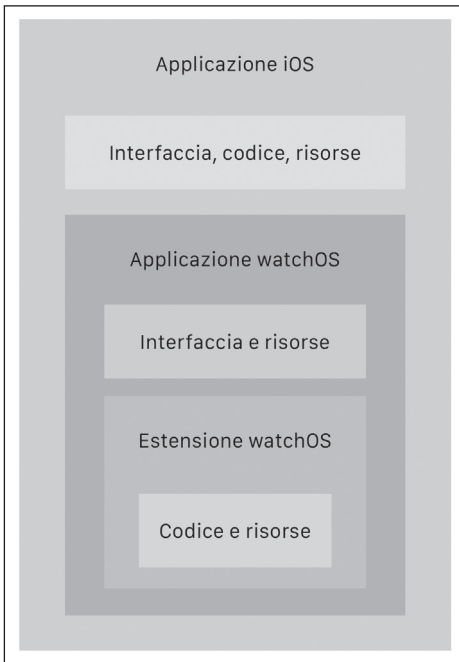 Applicazione iOS
Interfaccia, codice, risorse
Applicazione watchOS
Interfaccia e risorse
Estensione watchOS
Codice e risorse